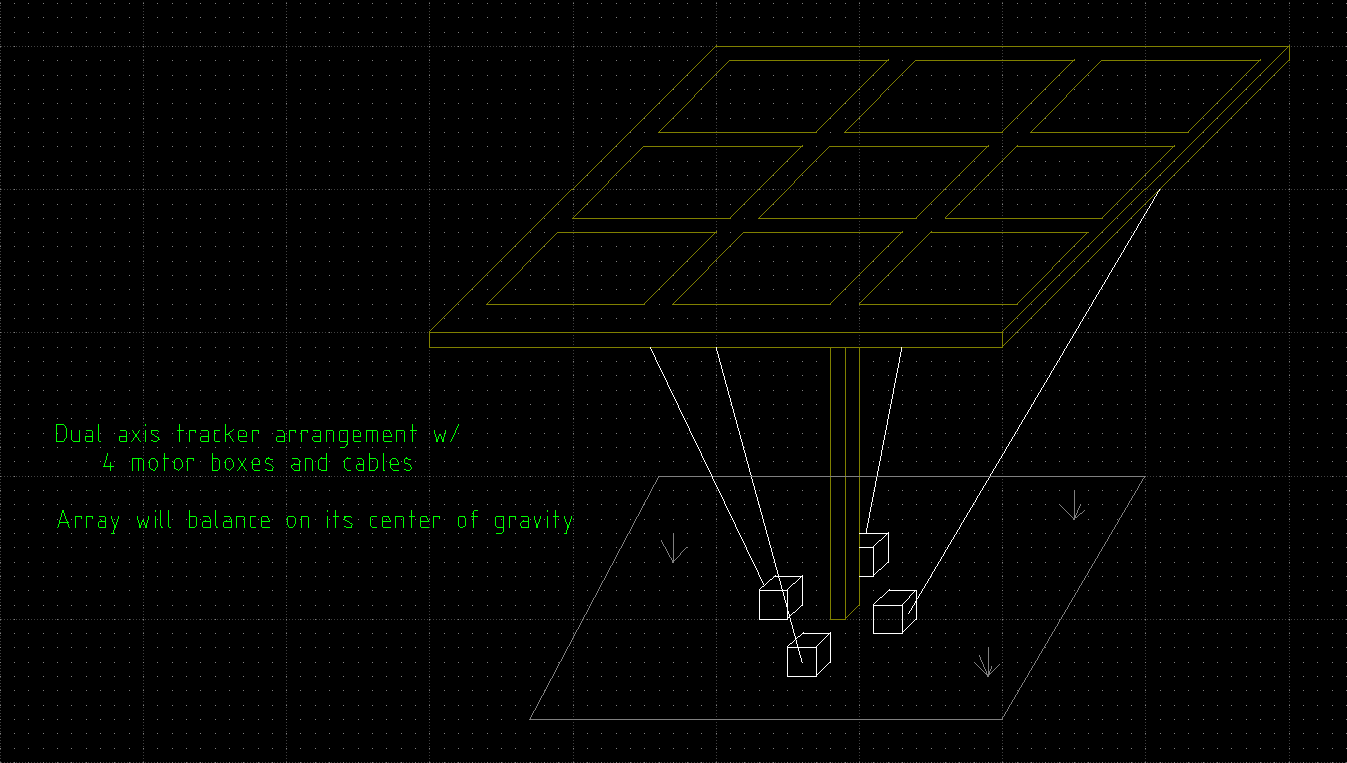 Dual axis tracker arrangement w/
4 motor boxes and cables
Array will balance on its center of gravity